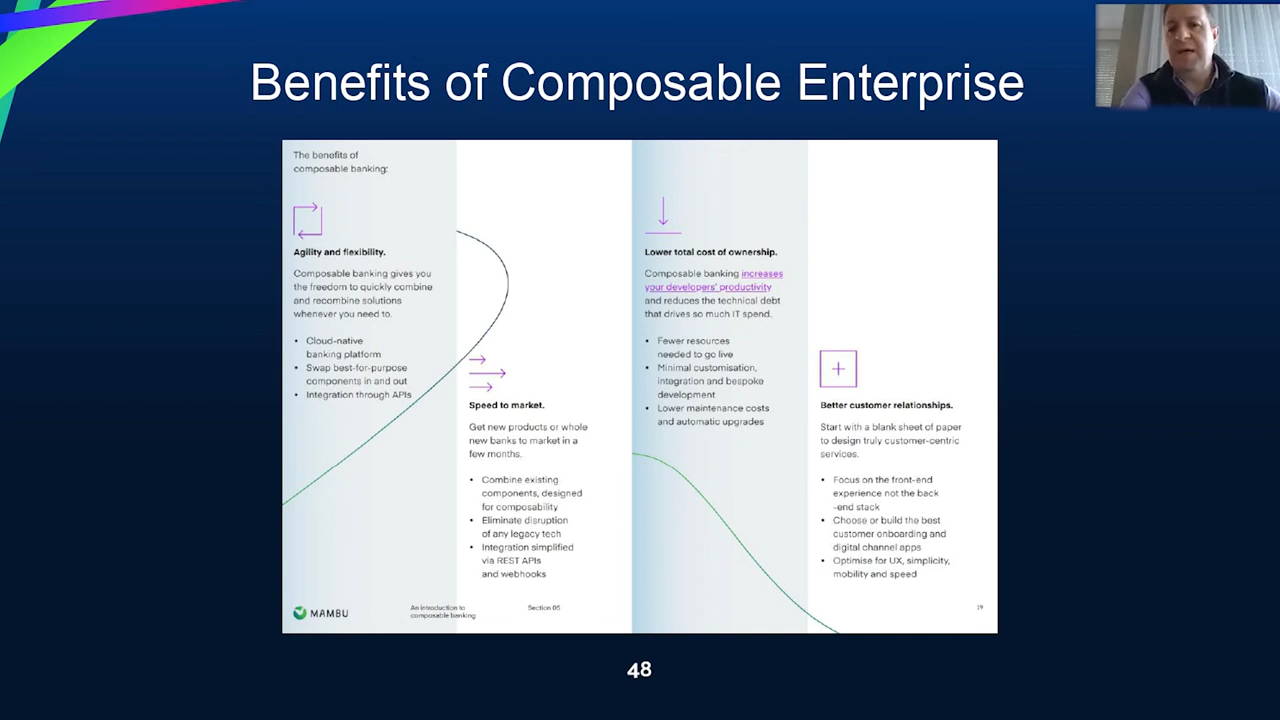 Benefits of Composable Enterprise
The benefits of
composable banking:
Agility and flexibility.
Composable banking gives you
the freedom to quickly combine
and recombine solutions
whenever you need to.
• Cloud-native
banking platform
• Swap best-for-purpose
components in and out
• Integration through APIs
Speed to market.
Get new products or whole
new banks to market in a
few months.
• Combine existing
components, designed
for composability
• Eliminate disruption
of any legacy tech
• Integration simplified
via REST APIs
and webhooks
Lower total cost of ownership.
Composable banking increases
your developers' productivity
and reduces the technical debt
that drives so much IT spend.
• Fewer resources
needed to go live
• Minimal customisation,
integration and bespoke
development
• Lower maintenance costs
and automatic upgrades
Better customer relationships.
Start with a blank sheet of paper
to design truly customer-centric
services.
• Focus on the front-end
experience not the back
-end stack
• Choose or build the best
customer onboarding and
digital channel apps
• Optimise for UX, simplicity,
mobility and speed
MAMBU
An introduction to
composable banking
Section 05
19
48